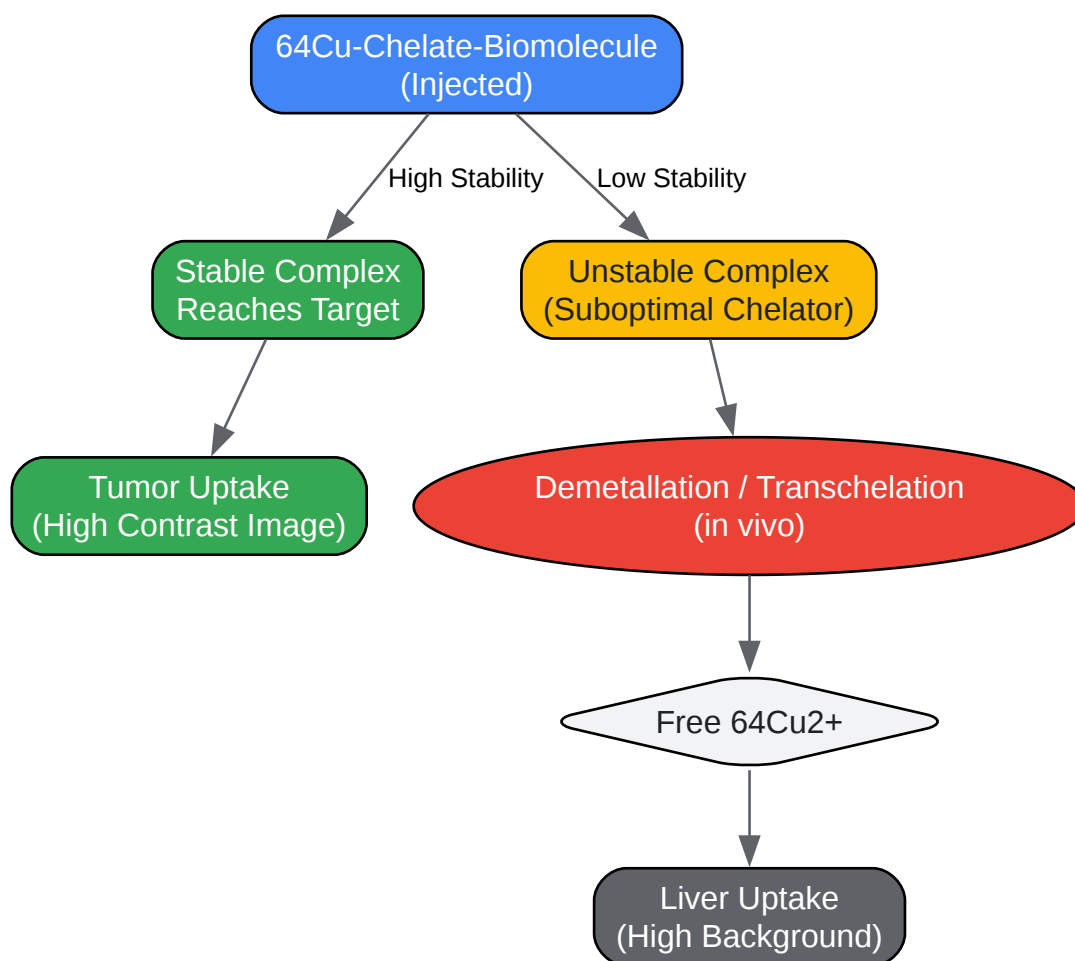 64Cu-Chelate-Biomolecule
(Injected)
High Stability
Low Stability
Stable Complex
Reaches Target
Unstable Complex
(Suboptimal Chelator)
Tumor Uptake
(High Contrast Image)
Demetallation / Transchelation
(in vivo)
Free 64Cu2+
Liver Uptake
(High Background)